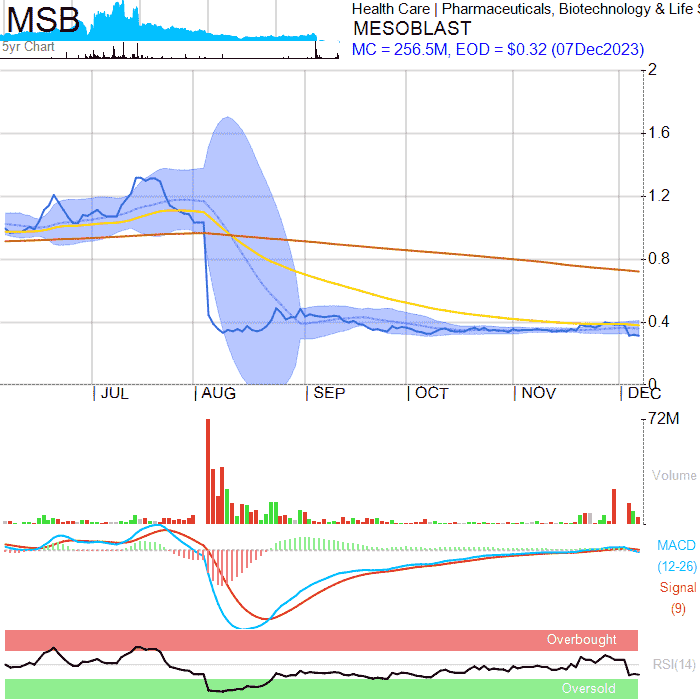 MSB
5yr Chart
Health Care | Pharmaceuticals, Biotechnology & Life S
MESOBLAST
MC = 256.5M, EOD = $0.32 (07Dec2023)
2
1.6
1.2
0.8
0.4
0
JUL AUG SEP OCT NOV DEC
72M
Volume
MACD
(12-26)
Signal
(9)
Overbought
RSI(14)
Oversold